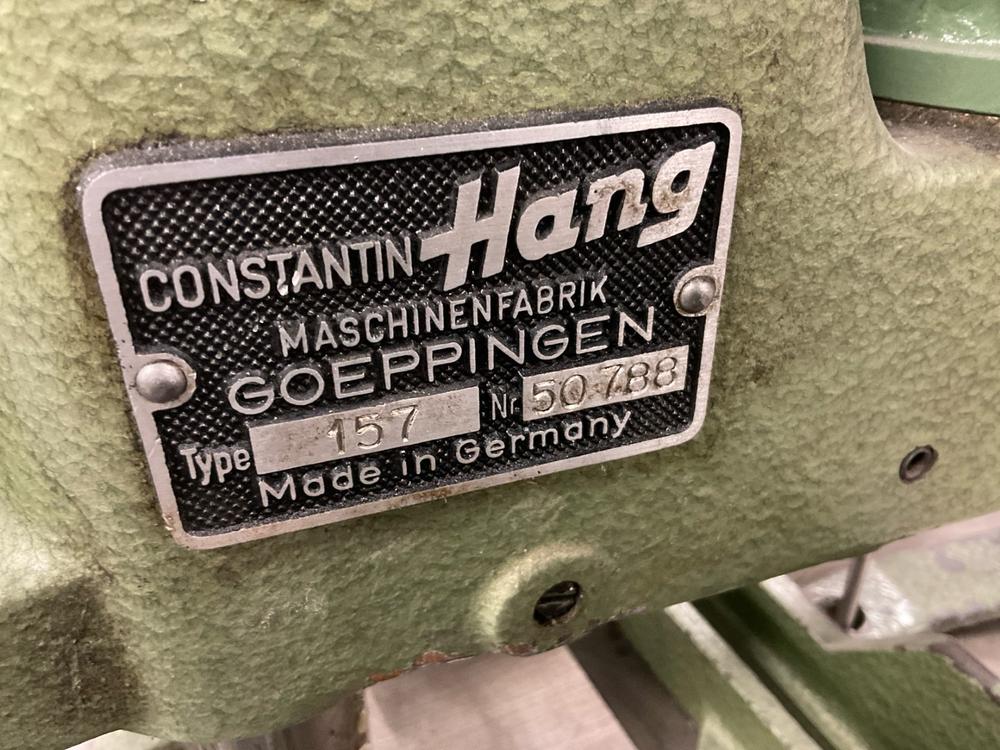 CONSTANTIN Hang
MASCHINENFABRIK
GOEPPINGEN
Type 157 Nr 50 788
Made in Germany